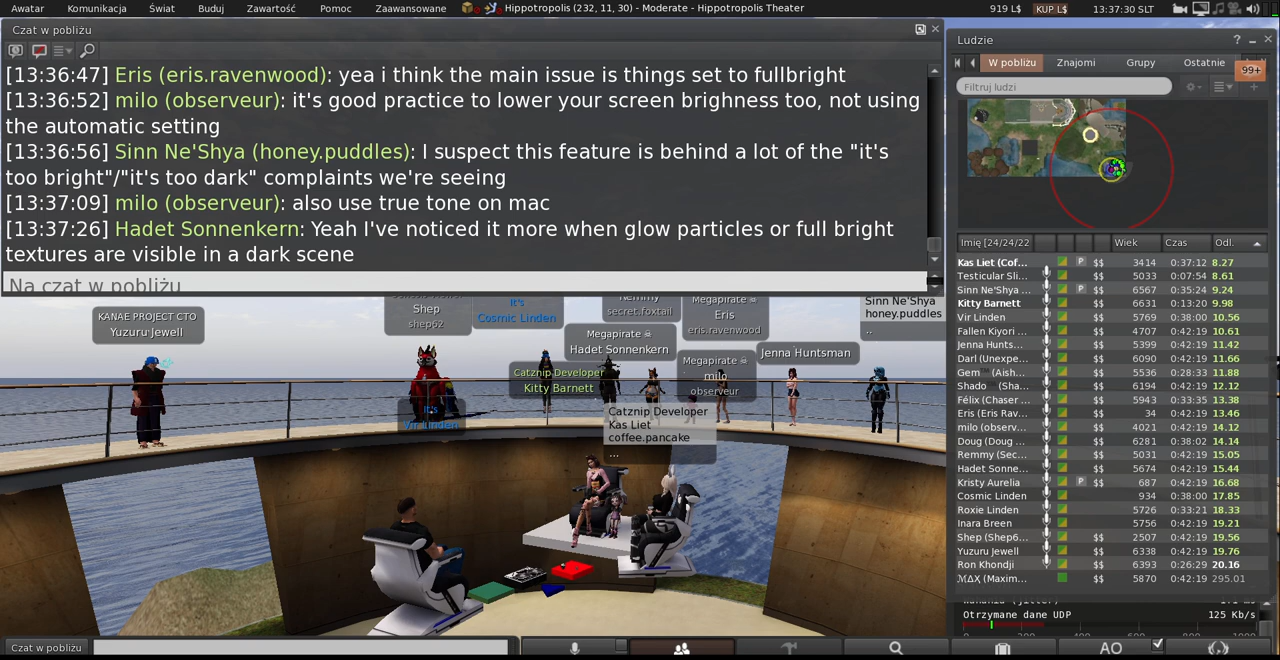 Awatar Komunikacja Świat Buduj Zawartość Pomoc Zaawansowane Hippotropolis (232, 11, 30) - Moderate - Hippotropolis Theater 919 L$ KUP L$ 13:37:30 SLT
Czat w pobliżu
[13:36:47] Eris (eris.ravenwood): yea i think the main issue is things set to fullbright
[13:36:52] milo (observeur): it's good practice to lower your screen brighness too, not using
the automatic setting
[13:36:56] Sinn Ne'Shya (honey.puddles): I suspect this feature is behind a lot of the "it's
too bright"/"it's too dark" complaints we're seeing
[13:37:09] milo (observeur): also use true tone on mac
[13:37:26] Hadet Sonnenkern: Yeah I've noticed it more when glow particles or full bright
textures are visible in a dark scene
Na czat w pobliżu
KANAE PROJECT CTO
Yuzuru Jewell
Shep
shep62
It's
Cosmic Linden
Remmy
secret.foxtail
Megapirate ☠
Eris
eris.ravenwood
Sinn Ne'Shya
honey.puddles
..
Megapirate ☠
Hadet Sonnenkern
Jenna Huntsman
Megapirate ☠
milo
observeur
Catznip Developer
Kitty Barnett
It's
Vir Linden
Catznip Developer
Kas Liet
coffee.pancake
...
Ludzie
? _ ×
W pobliżu Znajomi Grupy Ostatnie
99+
Filtruj ludzi
Imię [24/24/22 Wiek Czas Odl.
Kas Liet (Cof... P $$ 3414 0:37:12 8.27
Testicular Sli... $$ 5033 0:07:54 8.61
Sinn Ne'Shya ... P $$ 6567 0:35:24 9.24
Kitty Barnett $$ 6631 0:13:20 9.98
Vir Linden $$ 5769 0:38:00 10.56
Fallen Kiyori ... $$ 4707 0:42:19 10.61
Jenna Hunts... $$ 5399 0:42:19 11.42
Darl (Unexpe... $$ 6090 0:42:19 11.66
Gem™ (Aish... $$ 5536 0:28:33 11.88
Shado™ (Sha... $$ 6194 0:42:19 12.12
Félix (Chaser ... $$ 5943 0:33:35 13.38
Eris (Eris Rav... $$ 34 0:42:19 13.46
milo (observ... $$ 4021 0:42:19 14.12
Doug (Doug ... $$ 6281 0:38:02 14.14
Remmy (Sec... $$ 5031 0:42:19 15.05
Hadet Sonne... $$ 5674 0:42:19 15.44
Kristy Aurelia P $$ 687 0:42:19 16.68
Cosmic Linden 934 0:38:00 17.85
Roxie Linden $$ 5726 0:33:21 18.33
Inara Breen $$ 5756 0:42:19 19.21
Shep (Shep6... $$ 2507 0:42:19 19.56
Yuzuru Jewell $$ 6338 0:42:19 19.76
Ron Khondji $$ 6393 0:26:29 20.16
ℳΔχ (Maxim... $$ 5870 0:42:19 295.01
Otrzymane dane UDP 125 Kb/s
Czat w pobliżu AO